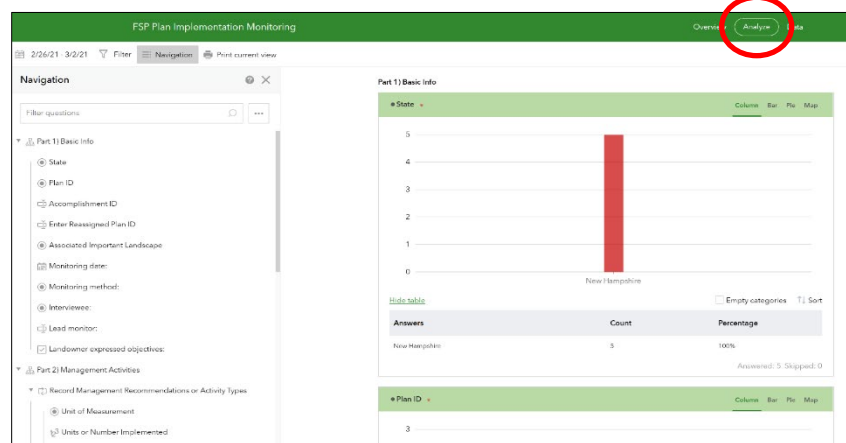 FSP Plan Implementation Monitoring
Overview Analyze Data
2/26/21 - 3/2/21 Filter Navigation Print current view
Navigation
Filter questions
Part 1) Basic Info
State
Plan ID
Accomplishment ID
Enter Reassigned Plan ID
Associated Important Landscape
Monitoring date:
Monitoring method:
Interviewee:
Lead monitor:
Landowner expressed objectives:
Part 2) Management Activities
Record Management Recommendations or Activity Types
Unit of Measurement
Units or Number Implemented
Part 1) Basic Info
State Column Bar Pie Map
5
4
3
2
1
0
New Hampshire
Hide table Empty categories Sort
Answers Count Percentage
New Hampshire 5 100%
Answered: 5 Skipped: 0
Plan ID Column Bar Pie Map
3